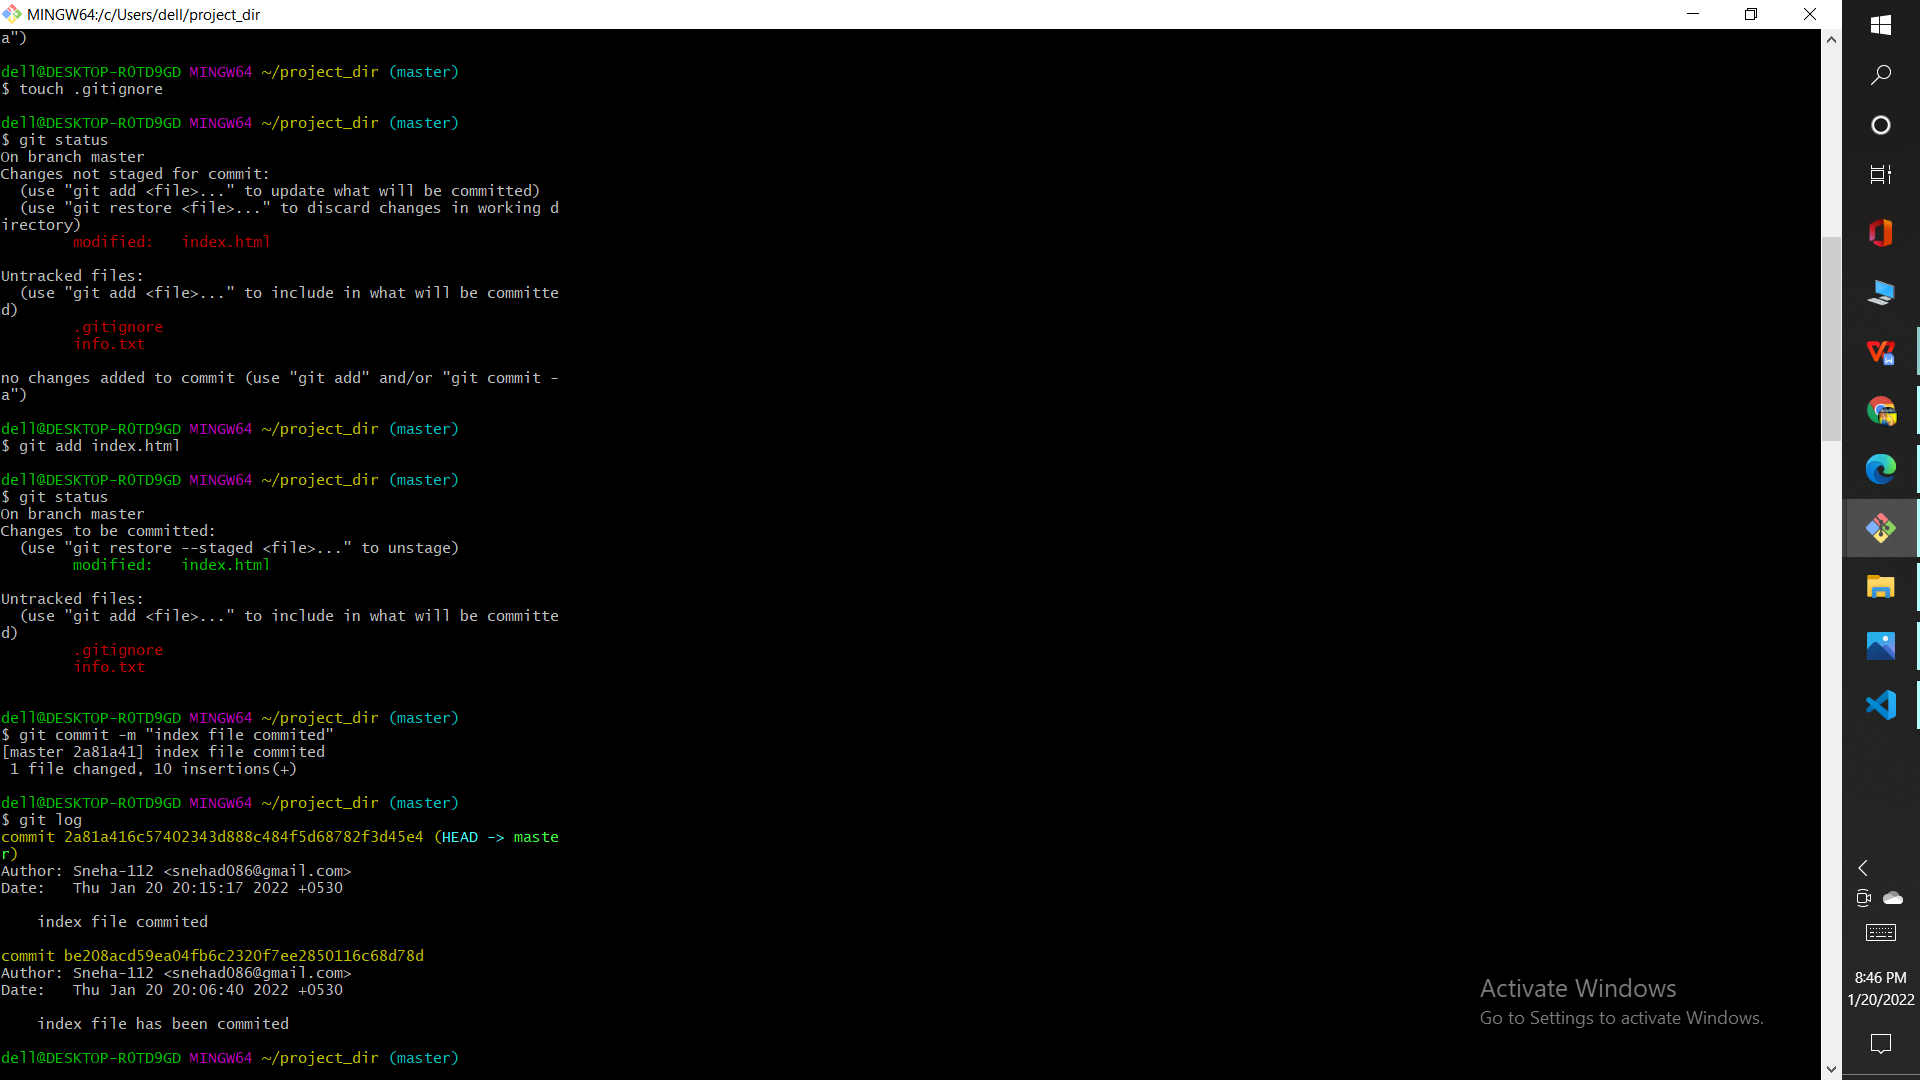 MINGW64:/c/Users/dell/project_dir
a")
dell@DESKTOP-R0TD9GD MINGW64 ~/project_dir (master)
$ touch .gitignore
dell@DESKTOP-R0TD9GD MINGW64 ~/project_dir (master)
$ git status
On branch master
Changes not staged for commit:
  (use "git add <file>..." to update what will be committed)
  (use "git restore <file>..." to discard changes in working d
irectory)
        modified:   index.html
Untracked files:
  (use "git add <file>..." to include in what will be committe
d)
        .gitignore
        info.txt
no changes added to commit (use "git add" and/or "git commit -
a")
dell@DESKTOP-R0TD9GD MINGW64 ~/project_dir (master)
$ git add index.html
dell@DESKTOP-R0TD9GD MINGW64 ~/project_dir (master)
$ git status
On branch master
Changes to be committed:
  (use "git restore --staged <file>..." to unstage)
        modified:   index.html
Untracked files:
  (use "git add <file>..." to include in what will be committe
d)
        .gitignore
        info.txt
dell@DESKTOP-R0TD9GD MINGW64 ~/project_dir (master)
$ git commit -m "index file commited"
[master 2a81a41] index file commited
 1 file changed, 10 insertions(+)
dell@DESKTOP-R0TD9GD MINGW64 ~/project_dir (master)
$ git log
commit 2a81a416c57402343d888c484f5d68782f3d45e4 (HEAD -> maste
r)
Author: Sneha-112 <snehad086@gmail.com>
Date:   Thu Jan 20 20:15:17 2022 +0530
    index file commited
commit be208acd59ea04fb6c2320f7ee2850116c68d78d
Author: Sneha-112 <snehad086@gmail.com>
Date:   Thu Jan 20 20:06:40 2022 +0530
    index file has been commited
dell@DESKTOP-R0TD9GD MINGW64 ~/project_dir (master)
Activate Windows
Go to Settings to activate Windows.
8:46 PM
1/20/2022